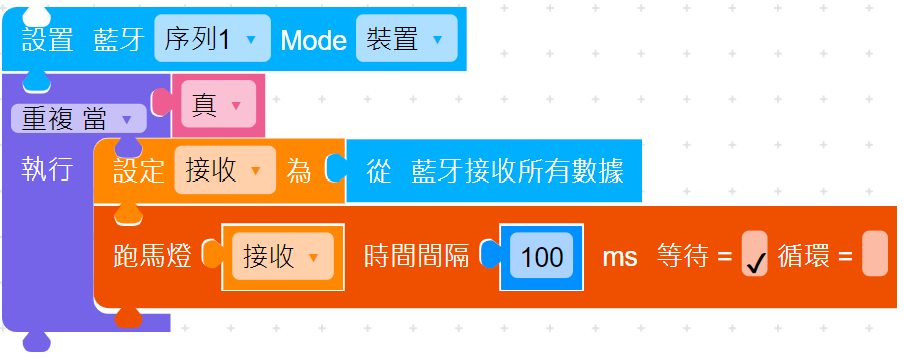 設置 藍牙 序列1 Mode 裝置
重複 當 真
執行 設定 接收 為 從 藍牙接收所有數據
跑馬燈 接收 時間間隔 100 ms 等待 = ✓ 循環 =